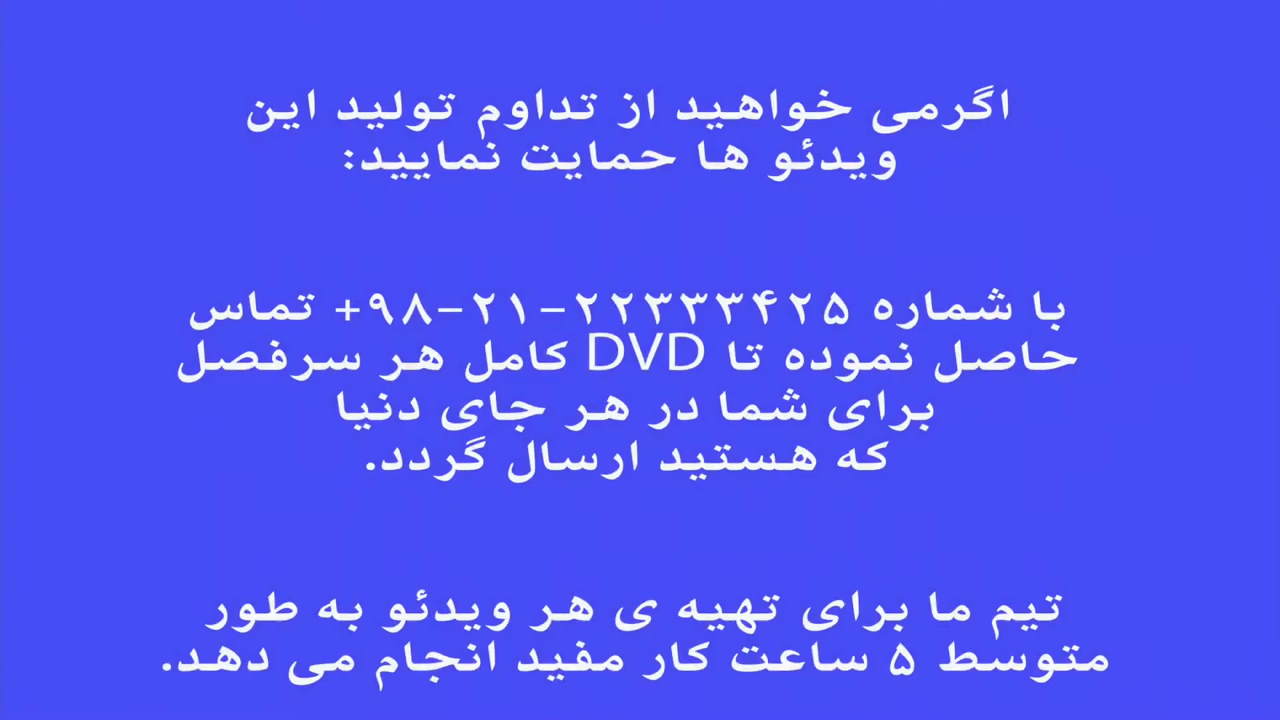 اگرمی خواهید از تداوم تولید این
ویدئو ها حمایت نمایید:
با شماره ۲۲۳۳۳۴۲۵–۲۱–۹۸+ تماس
حاصل نموده تا DVD کامل هر سرفصل
برای شما در هر جای دنیا
که هستید ارسال گردد.
تیم ما برای تهیه ی هر ویدئو به طور
متوسط ۵ ساعت کار مفید انجام می دهد.